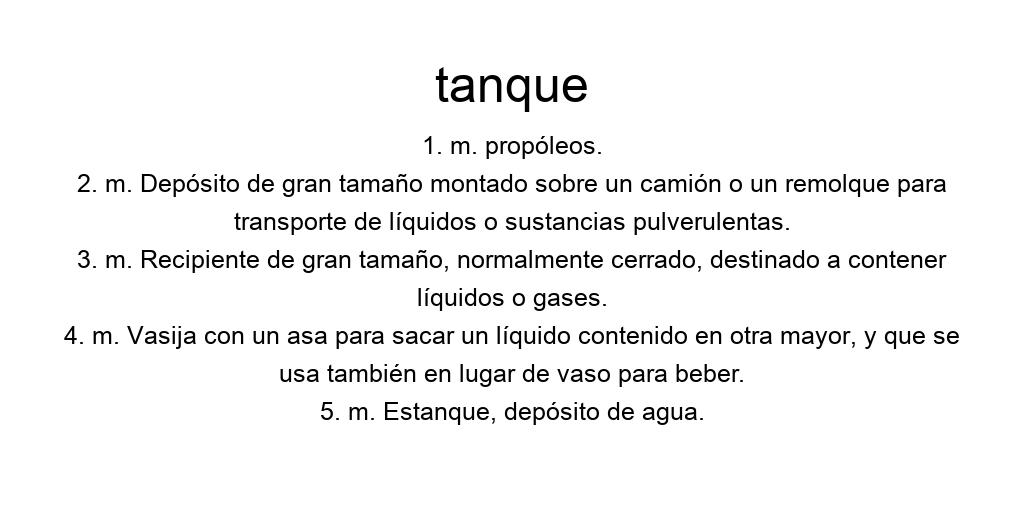 tanque
1. m. propóleos.
2. m. Depósito de gran tamaño montado sobre un camión o un remolque para
transporte de líquidos o sustancias pulverulentas.
3. m. Recipiente de gran tamaño, normalmente cerrado, destinado a contener
líquidos o gases.
4. m. Vasija con un asa para sacar un líquido contenido en otra mayor, y que se
usa también en lugar de vaso para beber.
5. m. Estanque, depósito de agua.